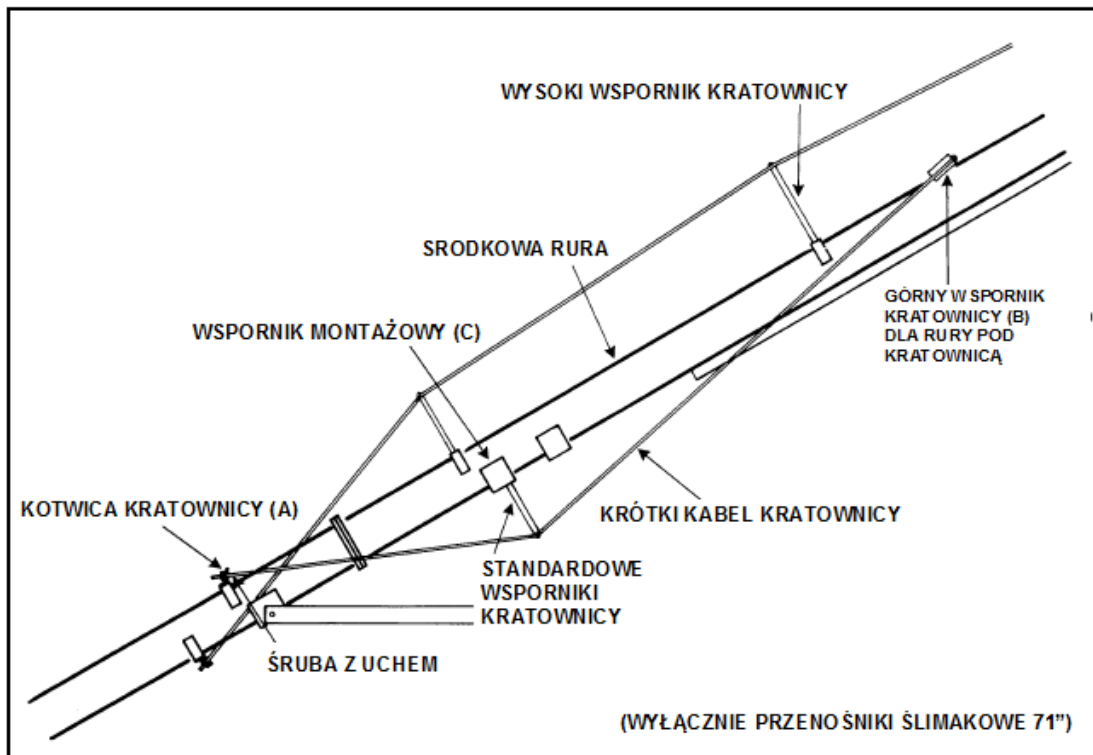 WYSOKI WSPORNIK KRATOWNICY
SRODKOWA RURA
GÓRNY W SPORNIK
KRATOWNICY (B)
DLA RURY POD
KRATOWNICĄ
WSPORNIK MONTAŻOWY (C)
KOTWICA KRATOWNICY (A)
KRÓTKI KABEL KRATOWNICY
STANDARDOWE
WSPORNIKI
KRATOWNICY
ŚRUBA Z UCHEM
(WYŁĄCZNIE PRZENOŚNIKI ŚLIMAKOWE 71”)